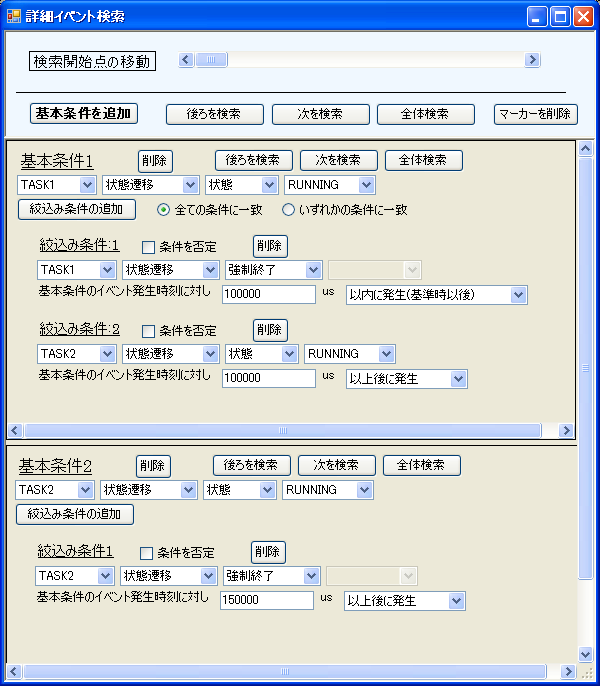 詳細イベント検索
検索開始点の移動
基本条件を追加 後ろを検索 次を検索 全体検索 マーカーを削除
基本条件1 削除 後ろを検索 次を検索 全体検索
TASK1 状態遷移 状態 RUNNING
絞込み条件の追加 全ての条件に一致 いずれかの条件に一致
絞込み条件:1 条件を否定 削除
TASK1 状態遷移 強制終了
基本条件のイベント発生時刻に対し 100000 us 以内に発生(基準時以後)
絞込み条件:2 条件を否定 削除
TASK2 状態遷移 状態 RUNNING
基本条件のイベント発生時刻に対し 100000 us 以上後に発生
基本条件2 削除 後ろを検索 次を検索 全体検索
TASK2 状態遷移 状態 RUNNING
絞込み条件の追加
絞込み条件1 条件を否定 削除
TASK2 状態遷移 強制終了
基本条件のイベント発生時刻に対し 150000 us 以上後に発生